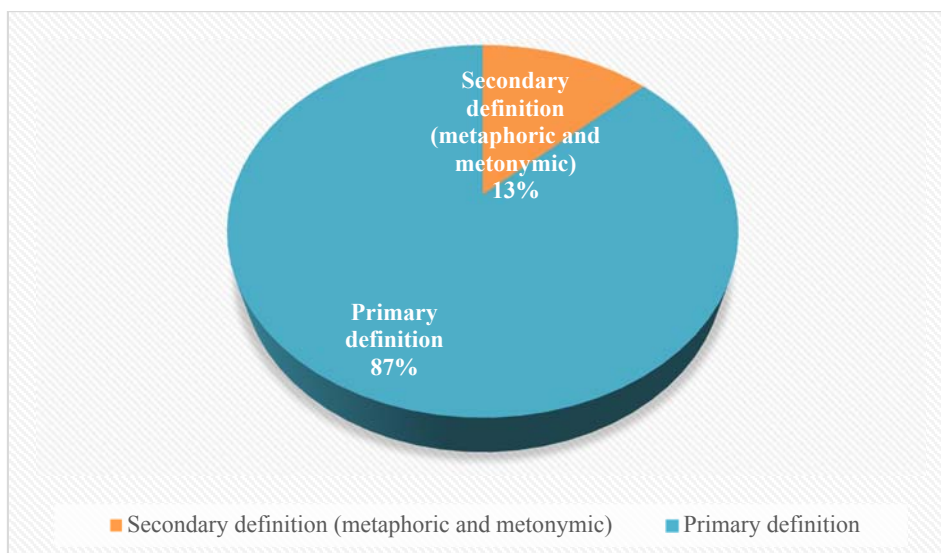 Secondary
definition
(metaphoric and
metonymic)
13%
Primary
definition
87%
Secondary definition (metaphoric and metonymic)
Primary definition